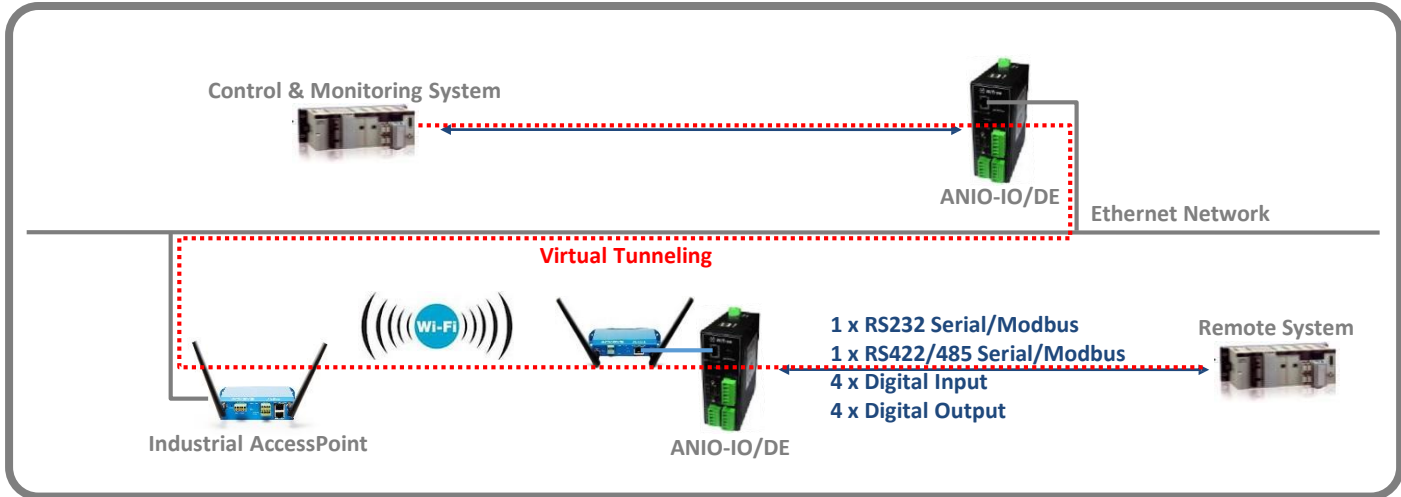 Control & Monitoring System
ANIO-IO/DE
Ethernet Network
Virtual Tunneling
Wi-Fi
1 x RS232 Serial/Modbus
1 x RS422/485 Serial/Modbus
4 x Digital Input
4 x Digital Output
Remote System
Industrial AccessPoint
ANIO-IO/DE